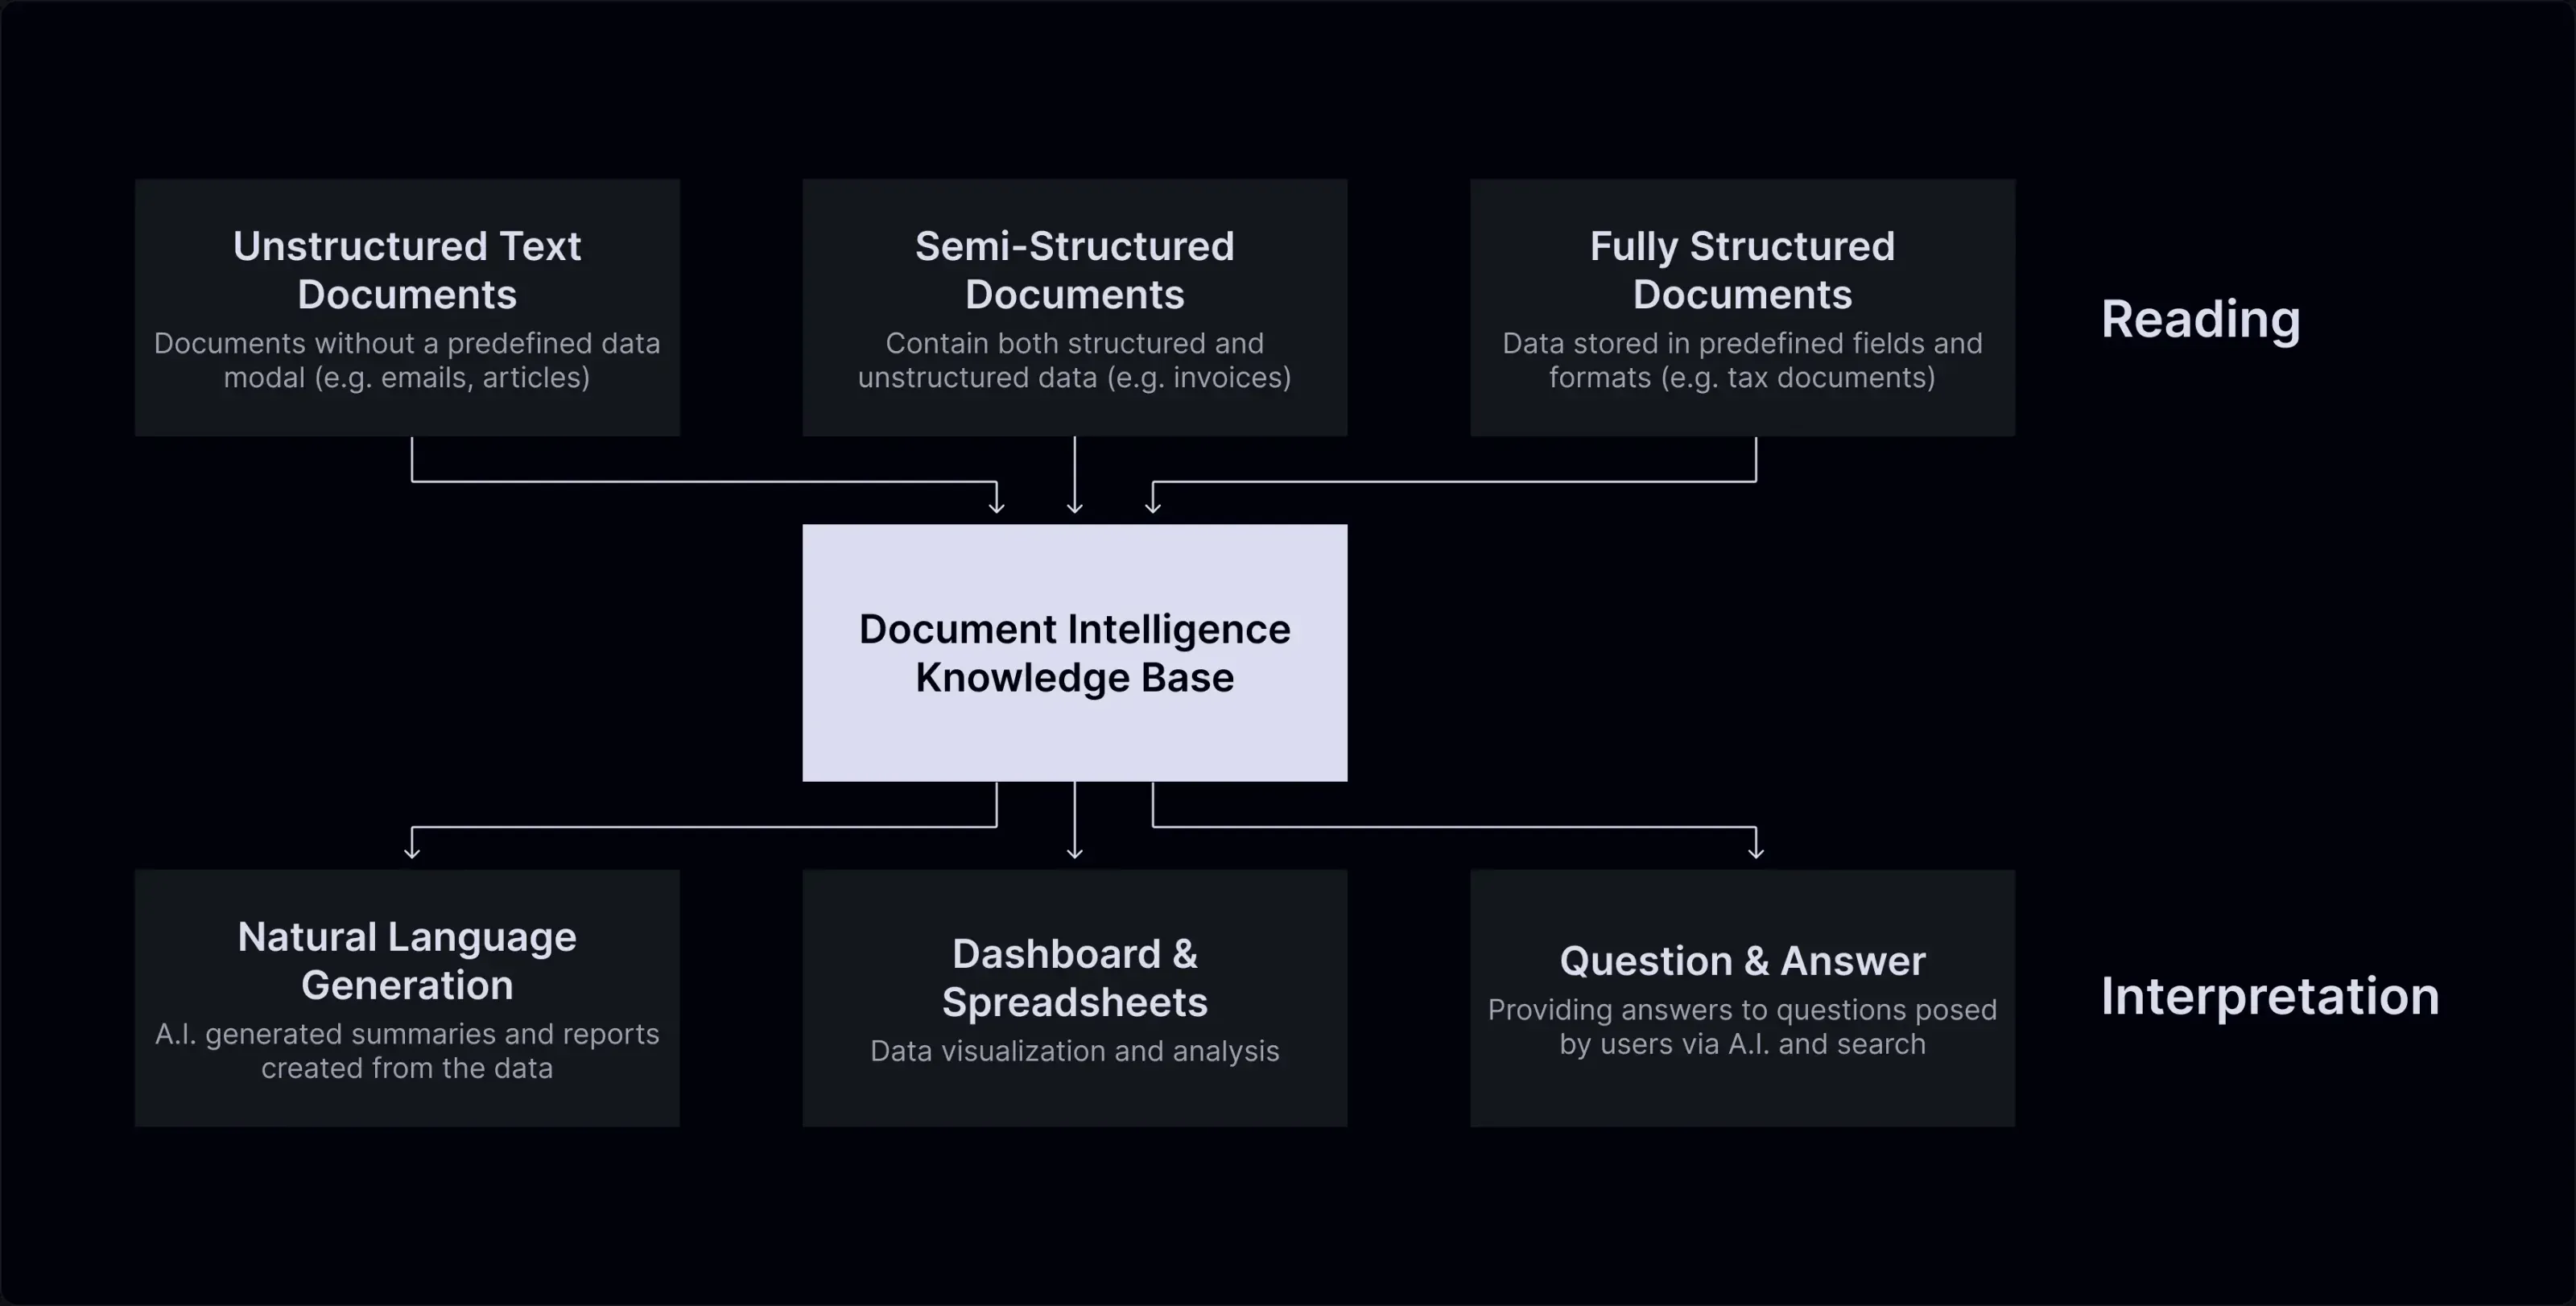 Unstructured Text
Documents
Documents without a predefined data
modal (e.g. emails, articles)
Semi-Structured
Documents
Contain both structured and
unstructured data (e.g. invoices)
Fully Structured
Documents
Data stored in predefined fields and
formats (e.g. tax documents)
Reading
Document Intelligence
Knowledge Base
Natural Language
Generation
A.I. generated summaries and reports
created from the data
Dashboard &
Spreadsheets
Data visualization and analysis
Question & Answer
Providing answers to questions posed
by users via A.I. and search
Interpretation